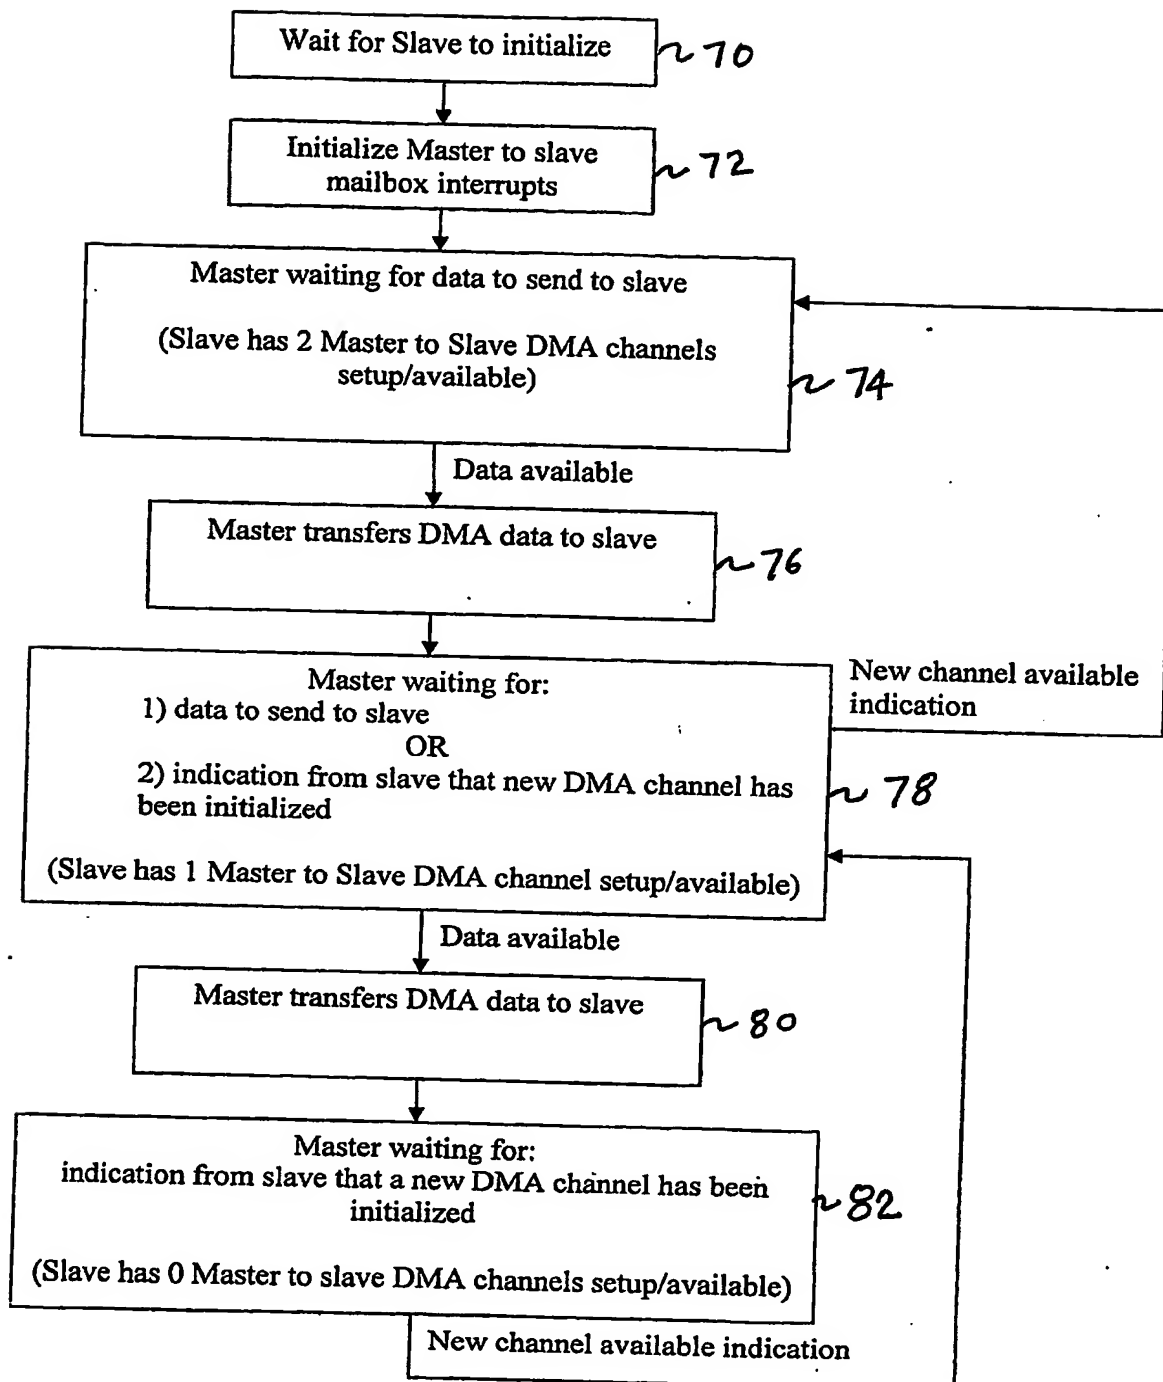 Wait for Slave to initialize
70
Initialize Master to slave
mailbox interrupts
72
Master waiting for data to send to slave
(Slave has 2 Master to Slave DMA channels
setup/available)
74
Data available
Master transfers DMA data to slave
76
Master waiting for:
1) data to send to slave
OR
2) indication from slave that new DMA channel has
been initialized
(Slave has 1 Master to Slave DMA channel setup/available)
78
New channel available
indication
Data available
Master transfers DMA data to slave
80
Master waiting for:
indication from slave that a new DMA channel has been
initialized
(Slave has 0 Master to slave DMA channels setup/available)
82
New channel available indication